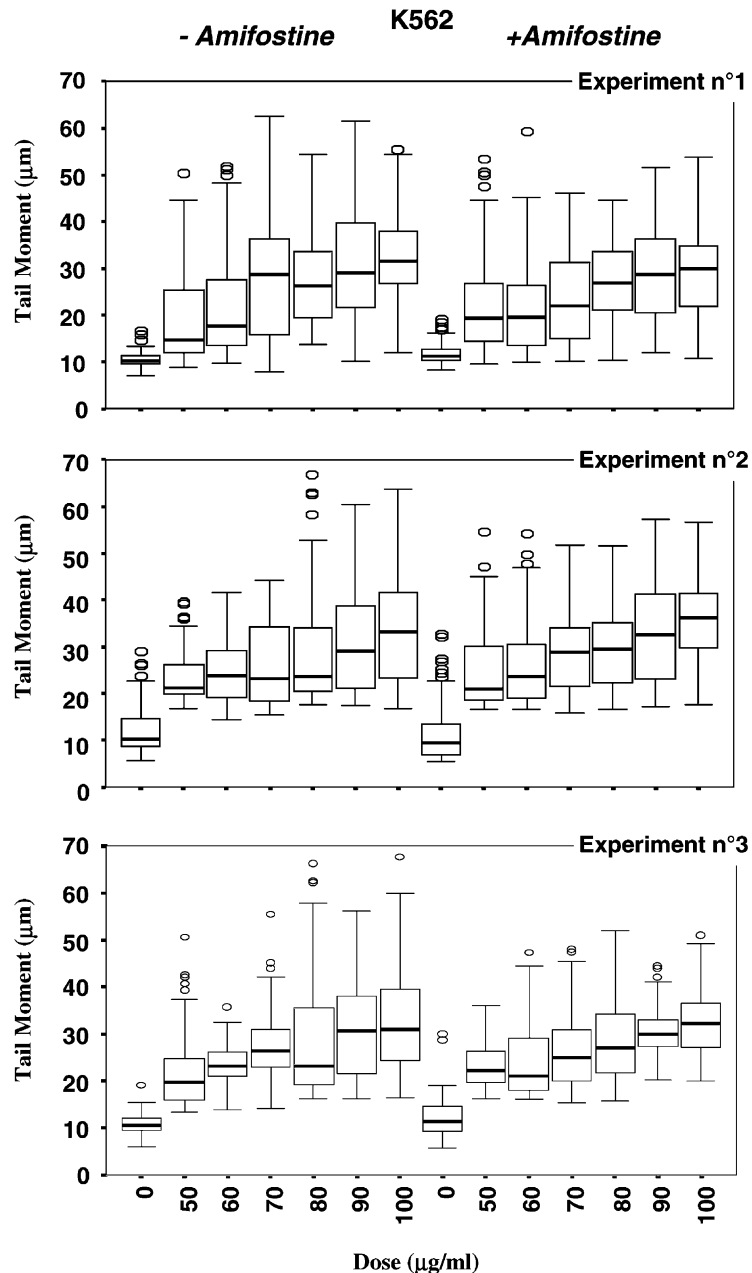 K562
- Amifostine
+Amifostine
Experiment n°1
Tail Moment (μm)
70
60
50
40
30
20
10
0
Experiment n°2
Tail Moment (μm)
70
60
50
40
30
20
10
0
Experiment n°3
Tail Moment (μm)
70
60
50
40
30
20
10
0
0 50 60 70 80 90 100 0 50 60 70 80 90 100
Dose (μg/ml)